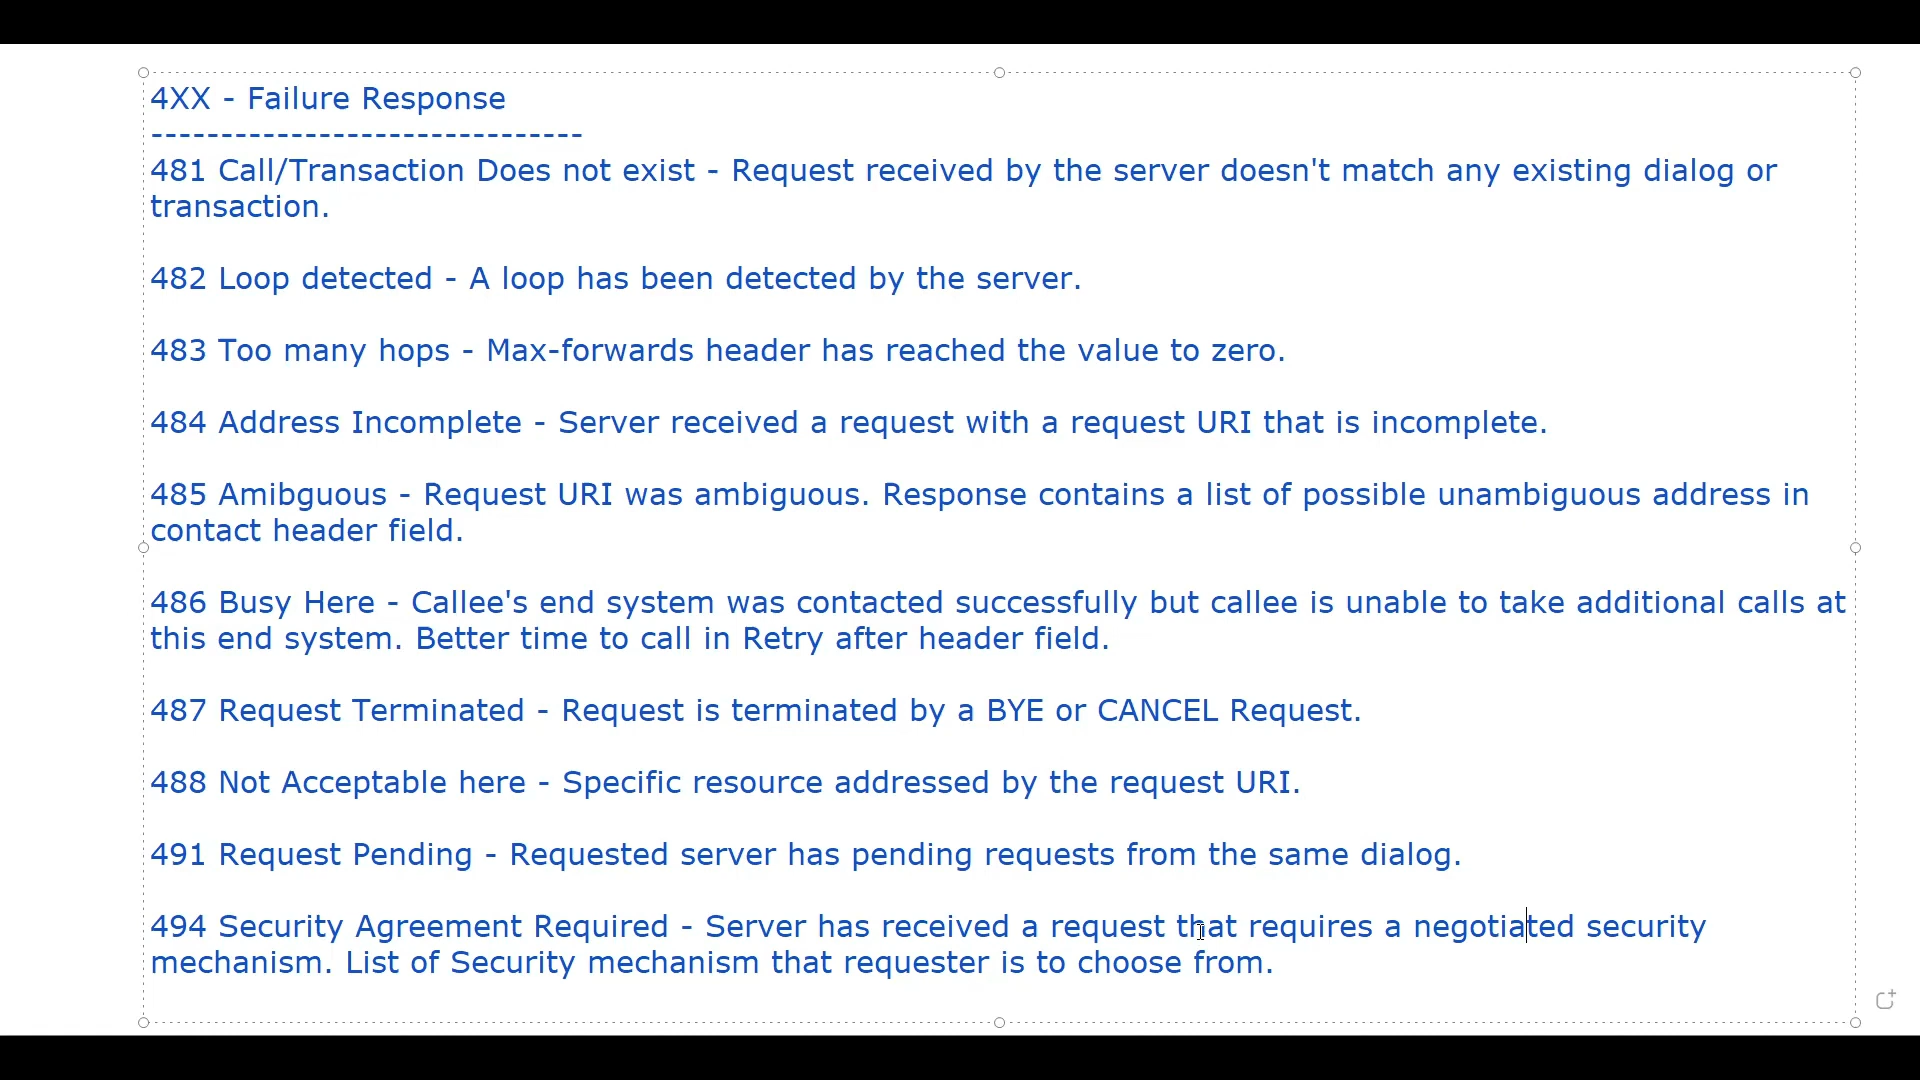 4XX - Failure Response
-------------------------------
481 Call/Transaction Does not exist - Request received by the server doesn't match any existing dialog or
transaction.
482 Loop detected - A loop has been detected by the server.
483 Too many hops - Max-forwards header has reached the value to zero.
484 Address Incomplete - Server received a request with a request URI that is incomplete.
485 Amibguous - Request URI was ambiguous. Response contains a list of possible unambiguous address in
contact header field.
486 Busy Here - Callee's end system was contacted successfully but callee is unable to take additional calls at
this end system. Better time to call in Retry after header field.
487 Request Terminated - Request is terminated by a BYE or CANCEL Request.
488 Not Acceptable here - Specific resource addressed by the request URI.
491 Request Pending - Requested server has pending requests from the same dialog.
494 Security Agreement Required - Server has received a request that requires a negotiated security
mechanism. List of Security mechanism that requester is to choose from.